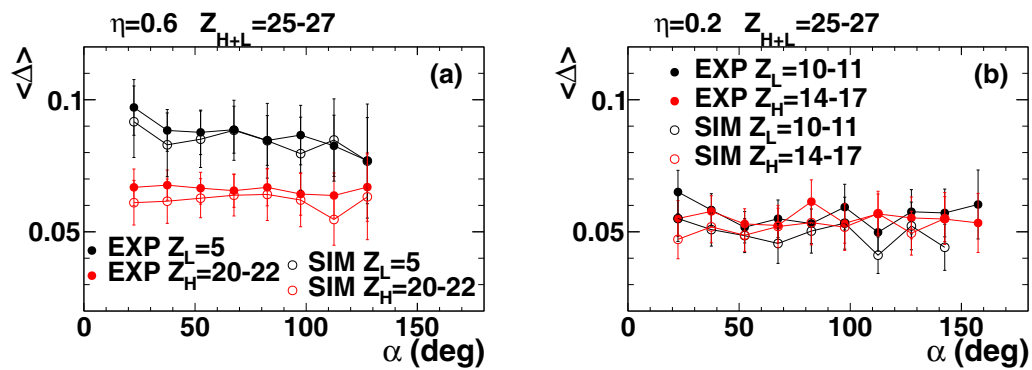 η=0.6 Z_H+L=25-27
<Δ>
(a)
0.1
0.05
EXP Z_L=5
EXP Z_H=20-22
SIM Z_L=5
SIM Z_H=20-22
0 50 100 150
α (deg)
η=0.2 Z_H+L=25-27
<Δ>
(b)
EXP Z_L=10-11
EXP Z_H=14-17
SIM Z_L=10-11
SIM Z_H=14-17
0.1
0.05
0 50 100 150
α (deg)